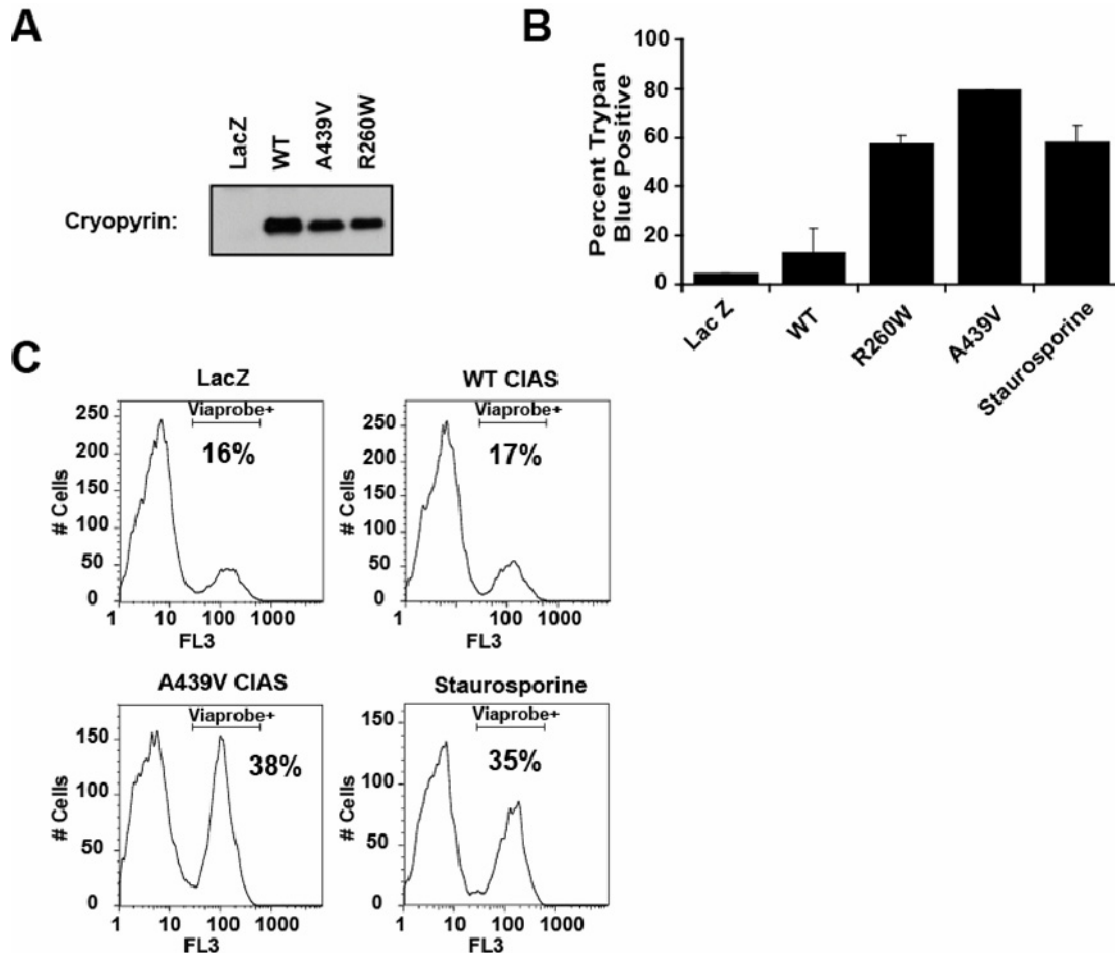 A
LacZ
WT
A439V
R260W
Cryopyrin:
B
Percent Trypan
Blue Positive
100
80
60
40
20
0
Lac Z
WT
R260W
A439V
Staurosporine
C
LacZ
Viaprobe+
16%
# Cells
250
200
150
100
50
0
1 10 100 1000
FL3
WT CIAS
Viaprobe+
17%
# Cells
250
200
150
100
50
0
1 10 100 1000
FL3
A439V CIAS
Viaprobe+
38%
# Cells
150
100
50
0
1 10 100 1000
FL3
Staurosporine
Viaprobe+
35%
# Cells
150
100
50
0
1 10 100 1000
FL3